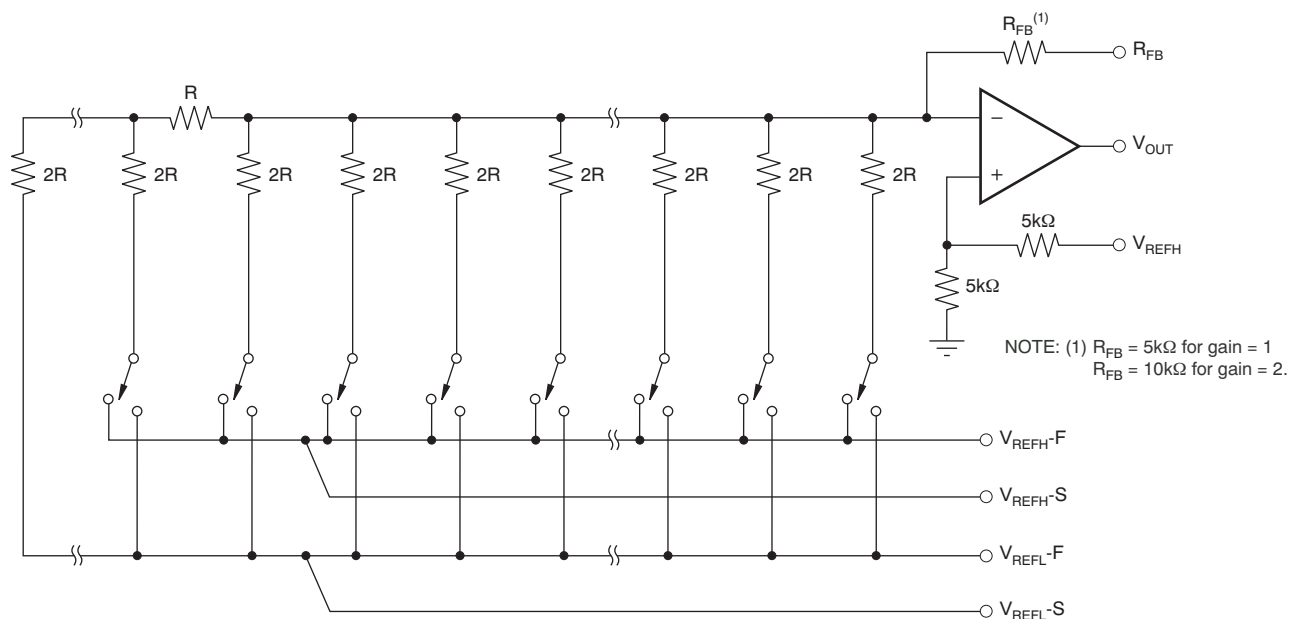 R_FB^(1)
R_FB
R
2R
2R
2R
2R
2R
2R
2R
2R
2R
−
+
V_OUT
5kΩ
V_REFH
5kΩ
NOTE: (1) R_FB = 5kΩ for gain = 1
R_FB = 10kΩ for gain = 2.
V_REFH-F
V_REFH-S
V_REFL-F
V_REFL-S